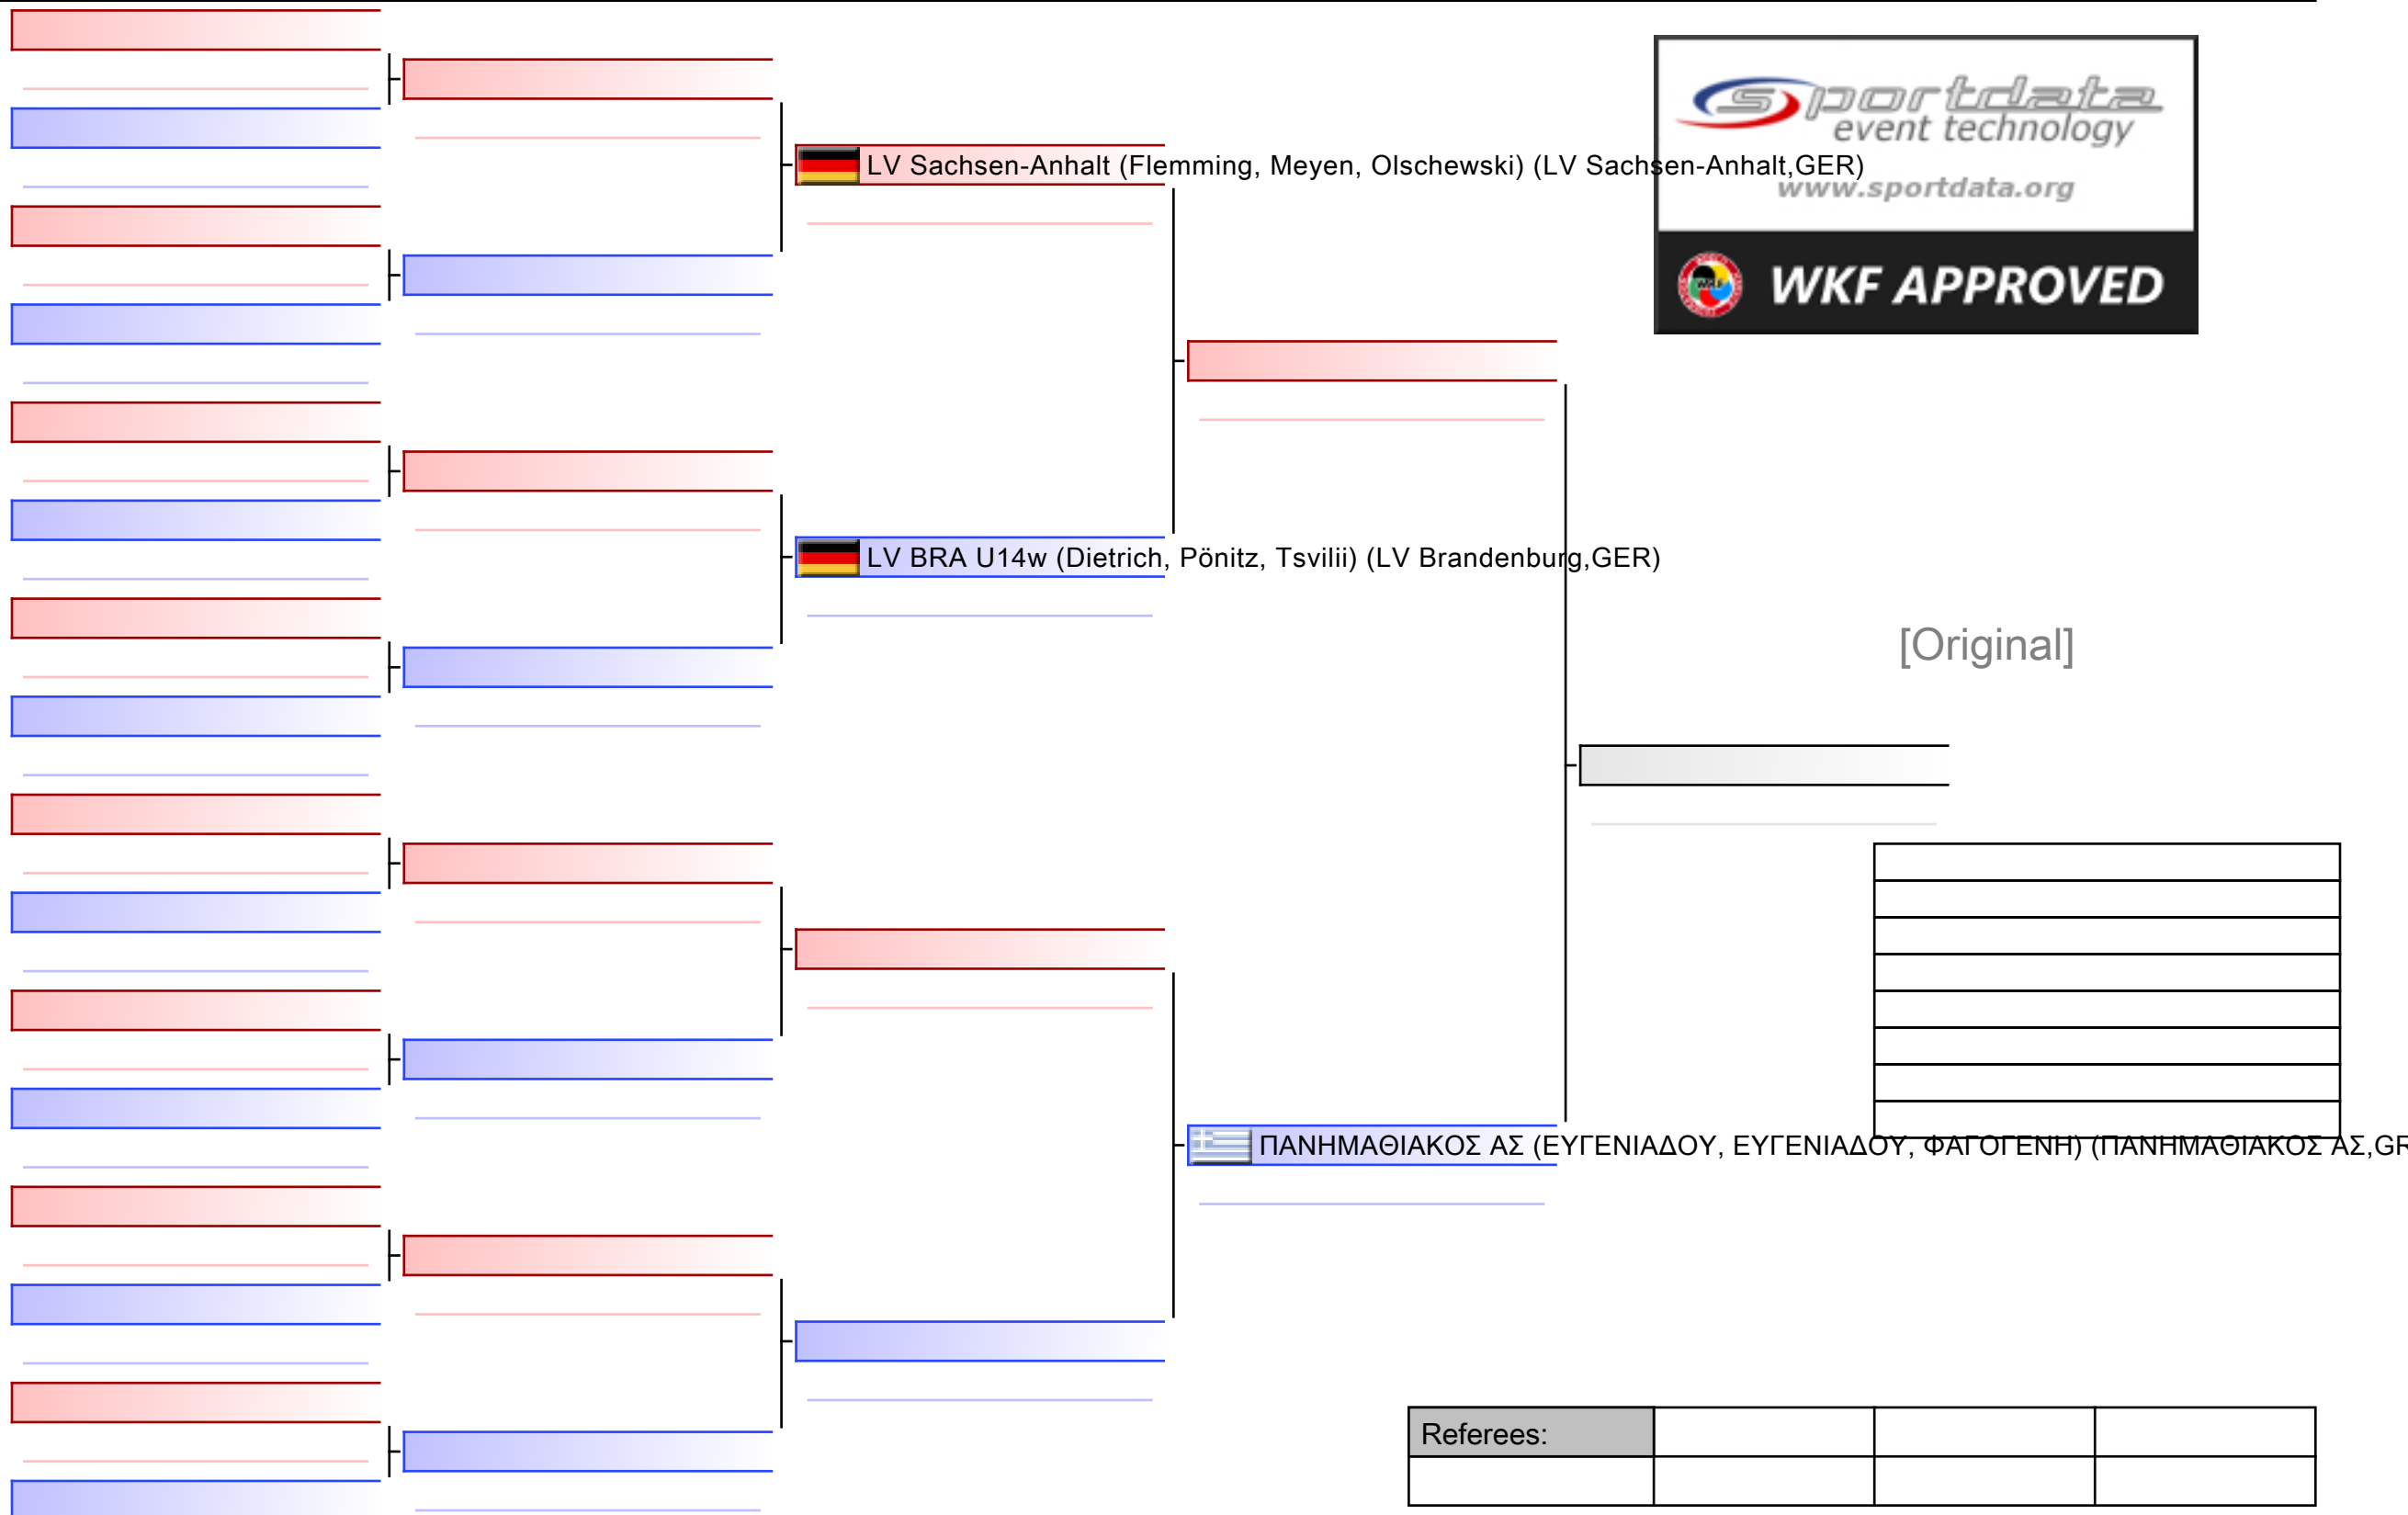 sportdata
event technology
www.sportdata.org
WKF APPROVED
LV Sachsen-Anhalt (Flemming, Meyen, Olschewski) (LV Sachsen-Anhalt,GER)
LV BRA U14w (Dietrich, Pönitz, Tsvilii) (LV Brandenburg,GER)
[Original]
ΠΑΝΗΜΑΘΙΑΚΟΣ ΑΣ (ΕΥΓΕΝΙΑΔΟΥ, ΕΥΓΕΝΙΑΔΟΥ, ΦΑΓΟΓΕΝΗ) (ΠΑΝΗΜΑΘΙΑΚΟΣ ΑΣ,GR
Referees: